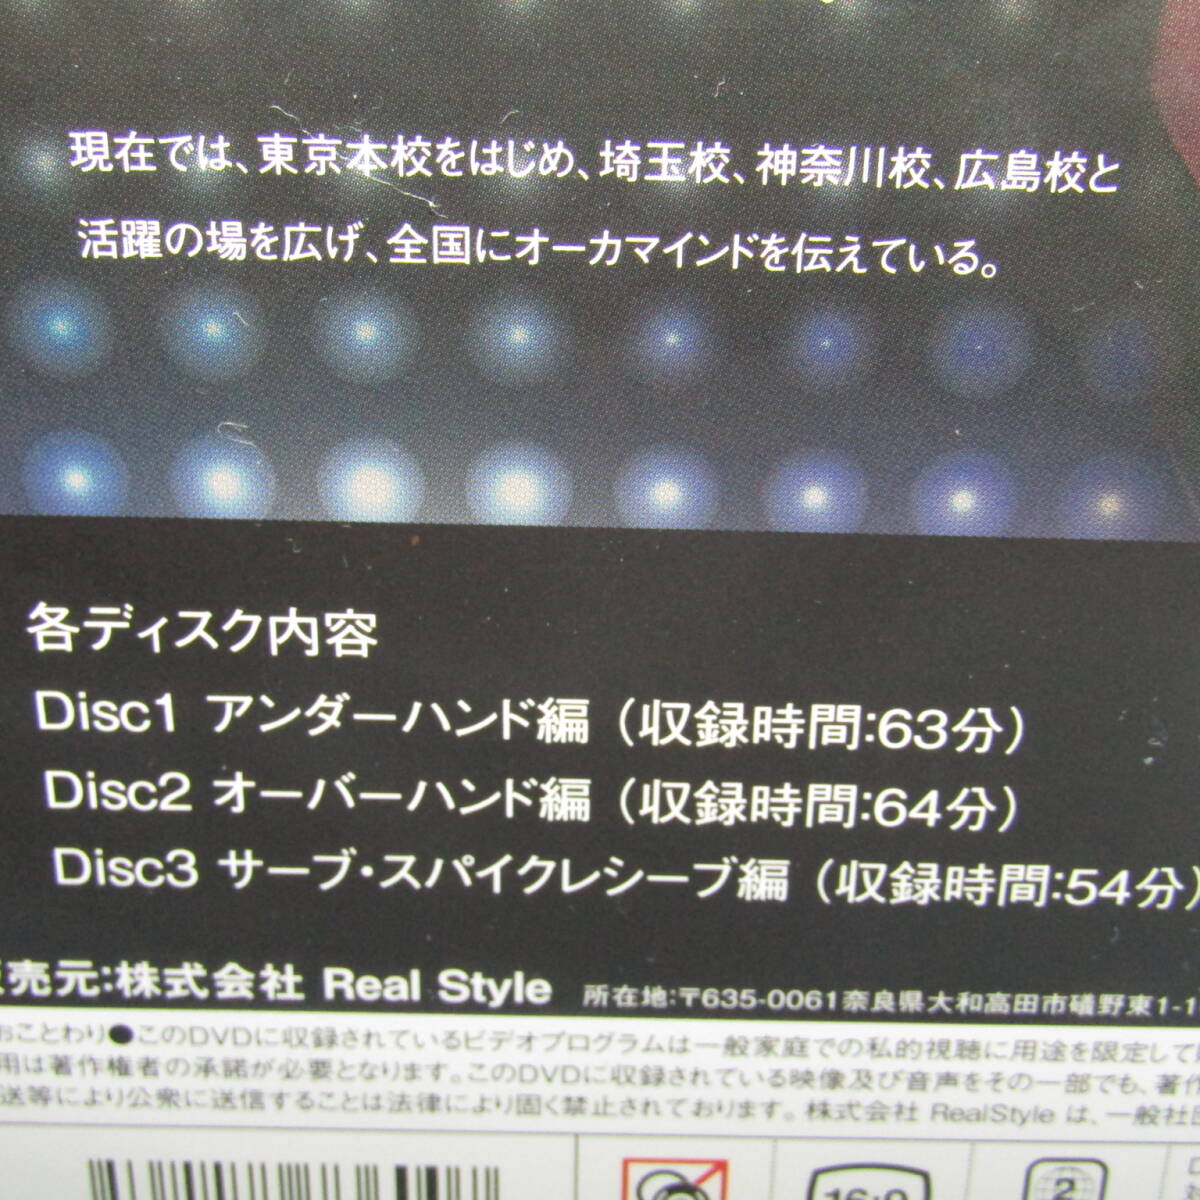 現在では、東京本校をはじめ、埼玉校、神奈川校、広島校と
活躍の場を広げ、全国にオーカマインドを伝えている。
各ディスク内容
Disc1 アンダーハンド編（収録時間:63分）
Disc2 オーバーハンド編（収録時間:64分）
Disc3 サーブ・スパイクレシーブ編（収録時間:54分）
売元:株式会社 Real Style 所在地:〒635-0061奈良県大和高田市礒野東1-1
おことわり●このDVDに収録されているビデオプログラムは一般家庭での私的視聴に用途を限定して
用は著作権者の承諾が必要となります。このDVDに収録されている映像及び音声をその一部でも、著作
送等により公衆に送信することは法律により固く禁止されております。株式会社 RealStyle は、一般社
16:9
2